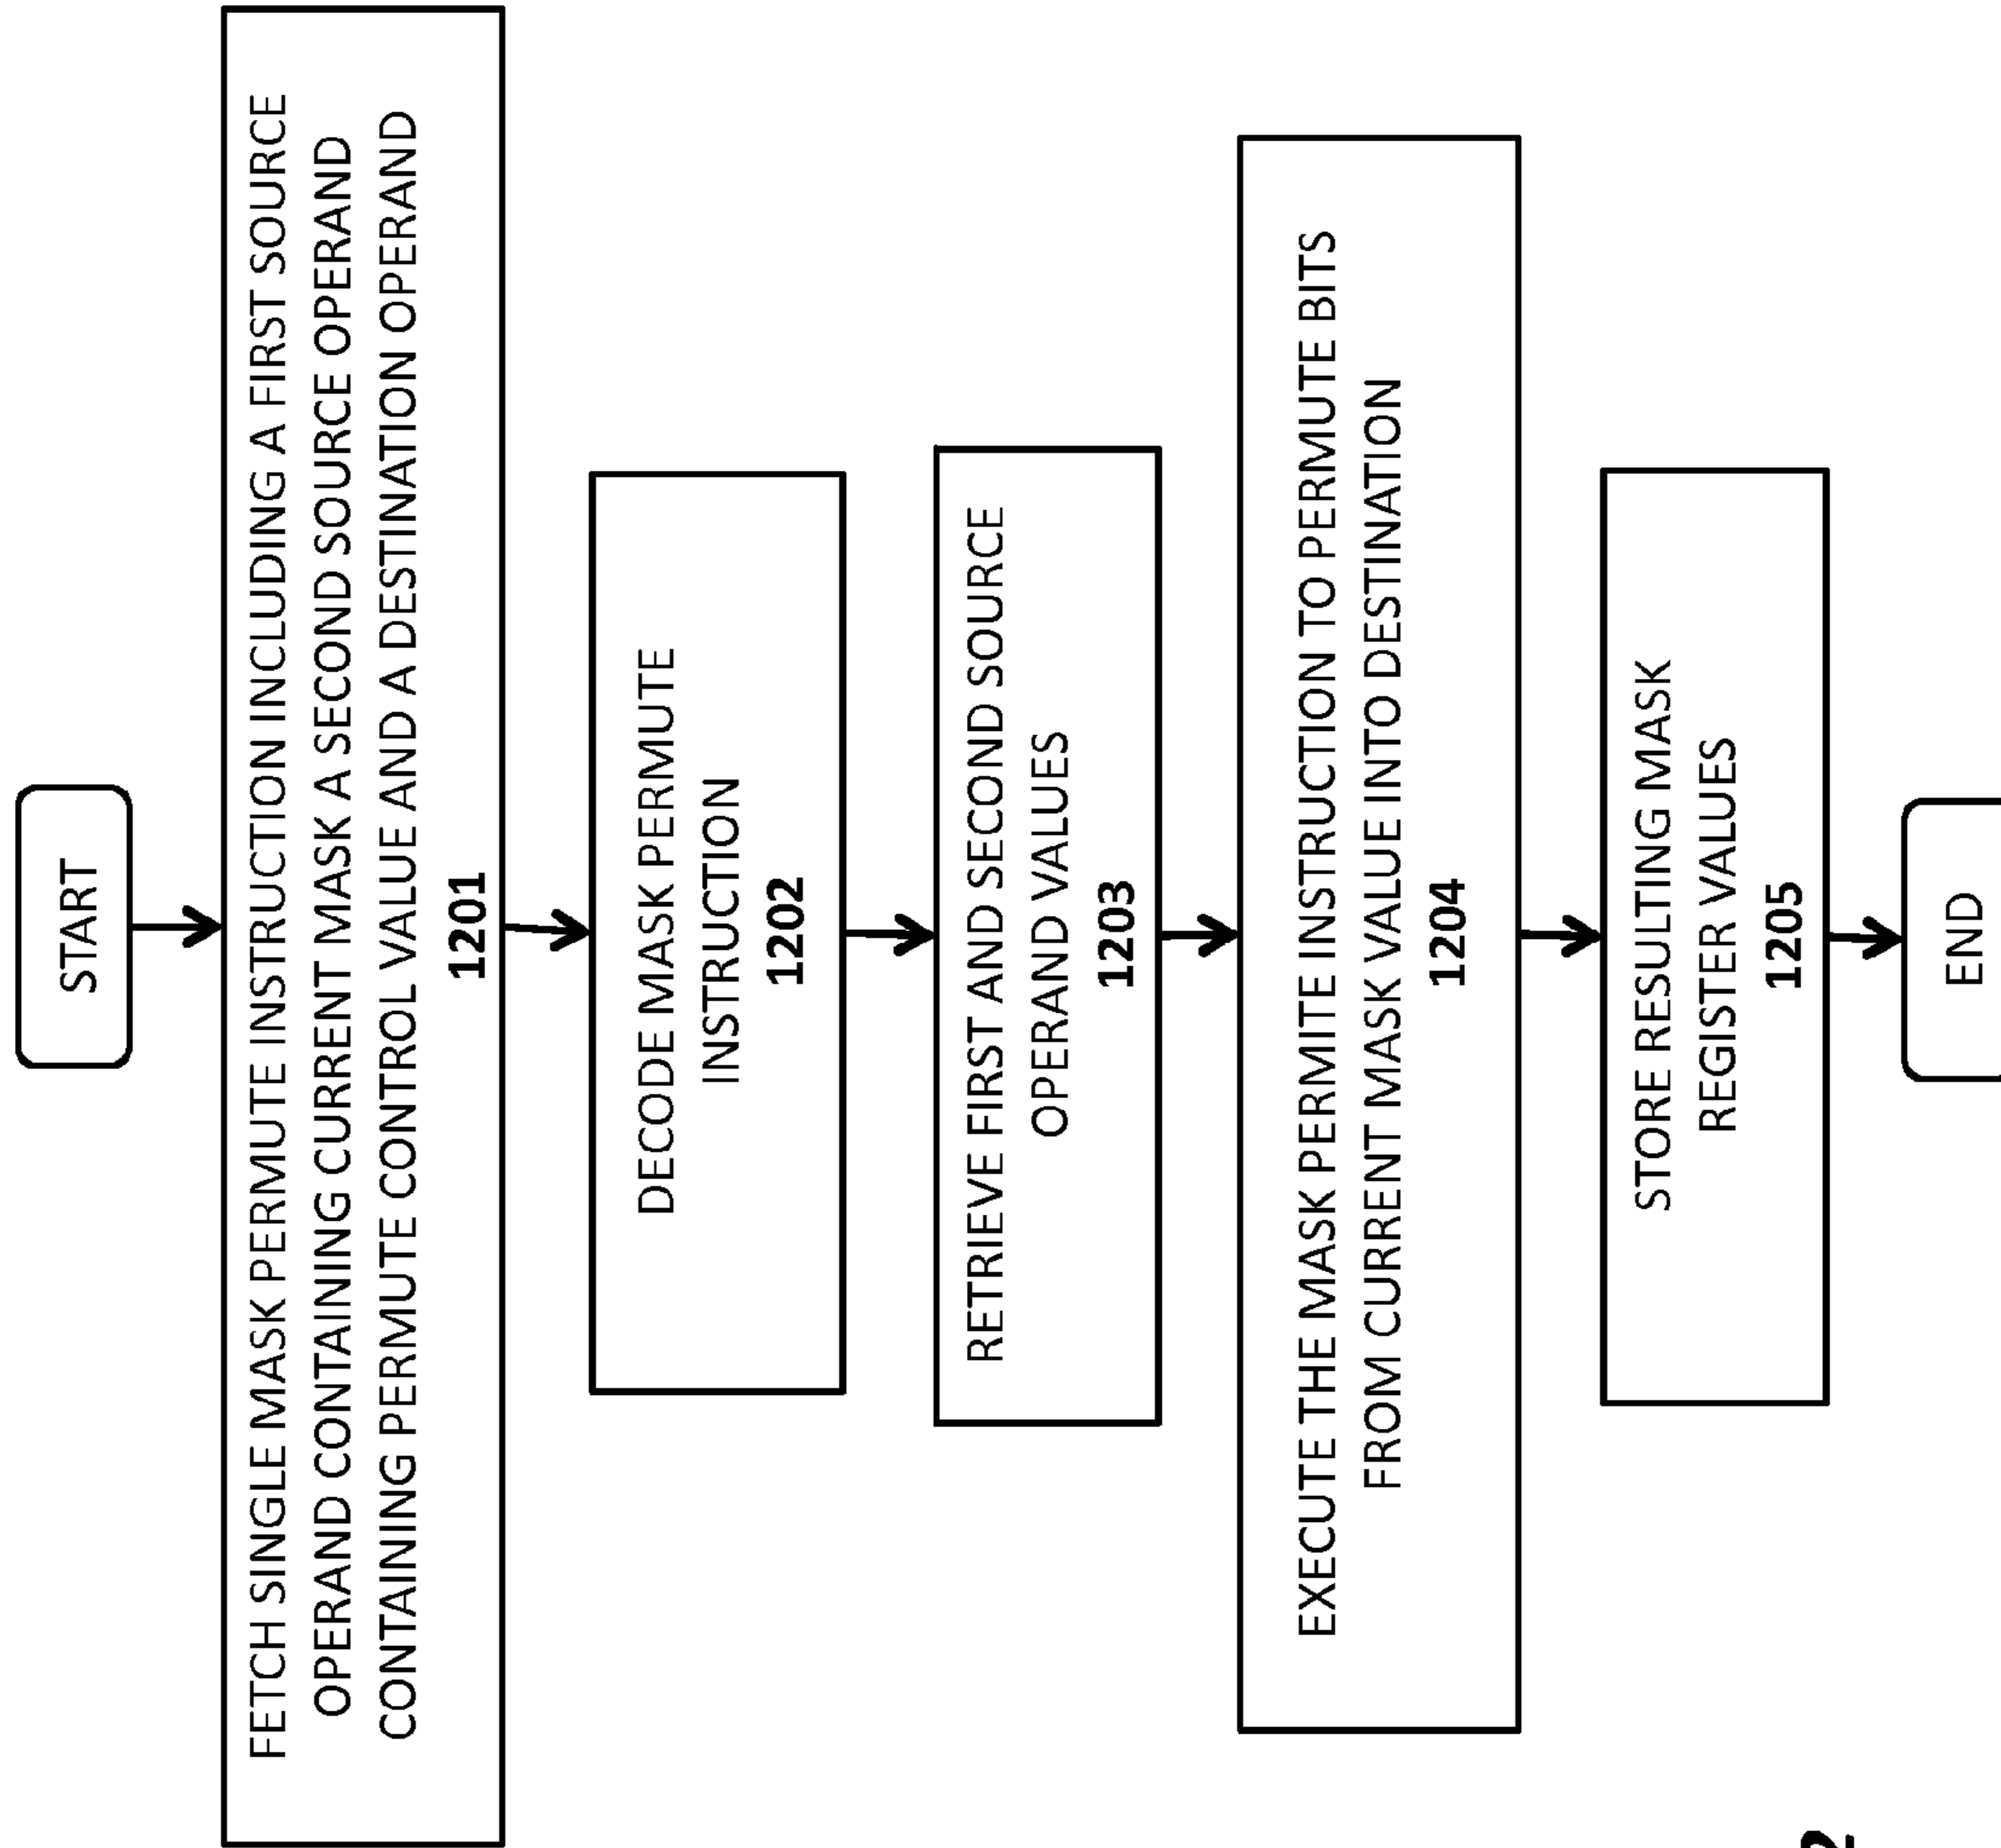 START
FETCH SINGLE MASK PERMUTE INSTRUCTION INCLUDING A FIRST SOURCE
OPERAND CONTAINING CURRENT MASK A SECOND SOURCE OPERAND
CONTAINING PERMUTE CONTROL VALUE AND A DESTINATION OPERAND
1201
DECODE MASK PERMUTE
INSTRUCTION
1202
RETRIEVE FIRST AND SECOND SOURCE
OPERAND VALUES
1203
EXECUTE THE MASK PERMITE INSTRUCTION TO PERMUTE BITS
FROM CURRENT MASK VALUE INTO DESTINATION
1204
STORE RESULTING MASK
REGISTER VALUES
1205
END
2